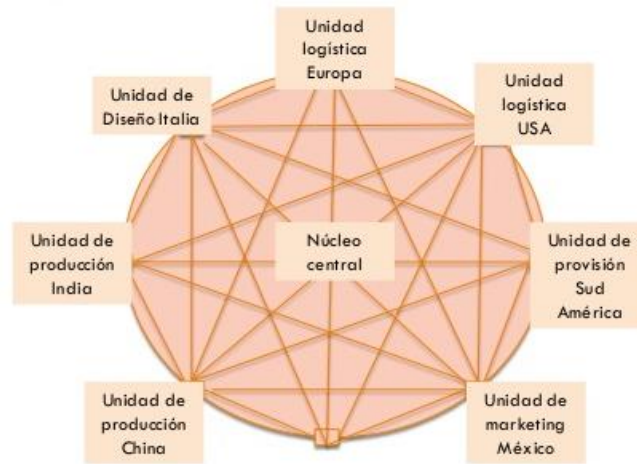 Unidad
logística
Europa
Unidad de
Diseño Italia
Unidad
logística
USA
Unidad de
producción
India
Núcleo
central
Unidad de
provisión
Sud
América
Unidad de
producción
China
Unidad de
marketing
México